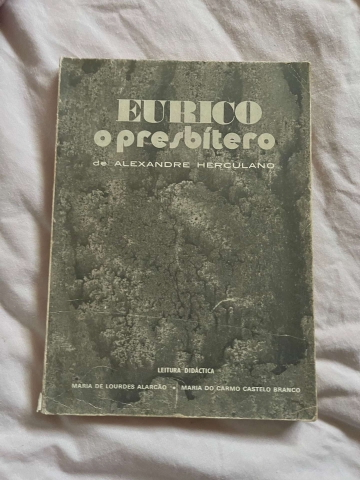 EURICO
o presbítero
de ALEXANDRE HERCULANO
LEITURA DIDÁCTICA
MARIA DE LOURDES ALARCÃO • MARIA DO CARMO CASTELO BRANCO